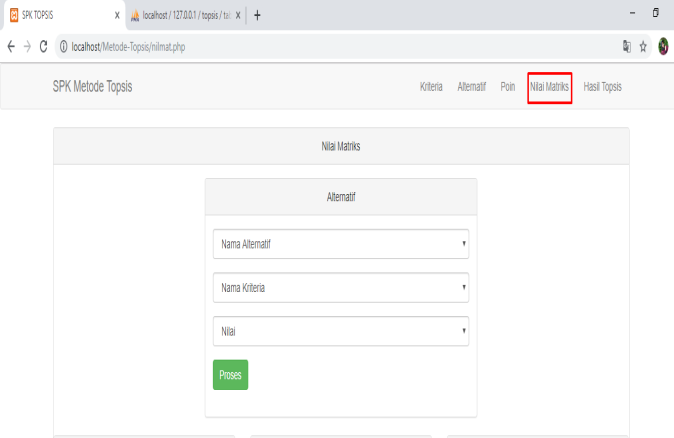 SPK TOPSIS
localhost / 127.0.0.1 / topsis / tab
localhost/Metode-Topsis/nilmat.php
SPK Metode Topsis Kriteria Alternatif Poin Nilai Matriks Hasil Topsis
Nilai Matriks
Alternatif
Nama Alternatif
Nama Kriteria
Nilai
Proses